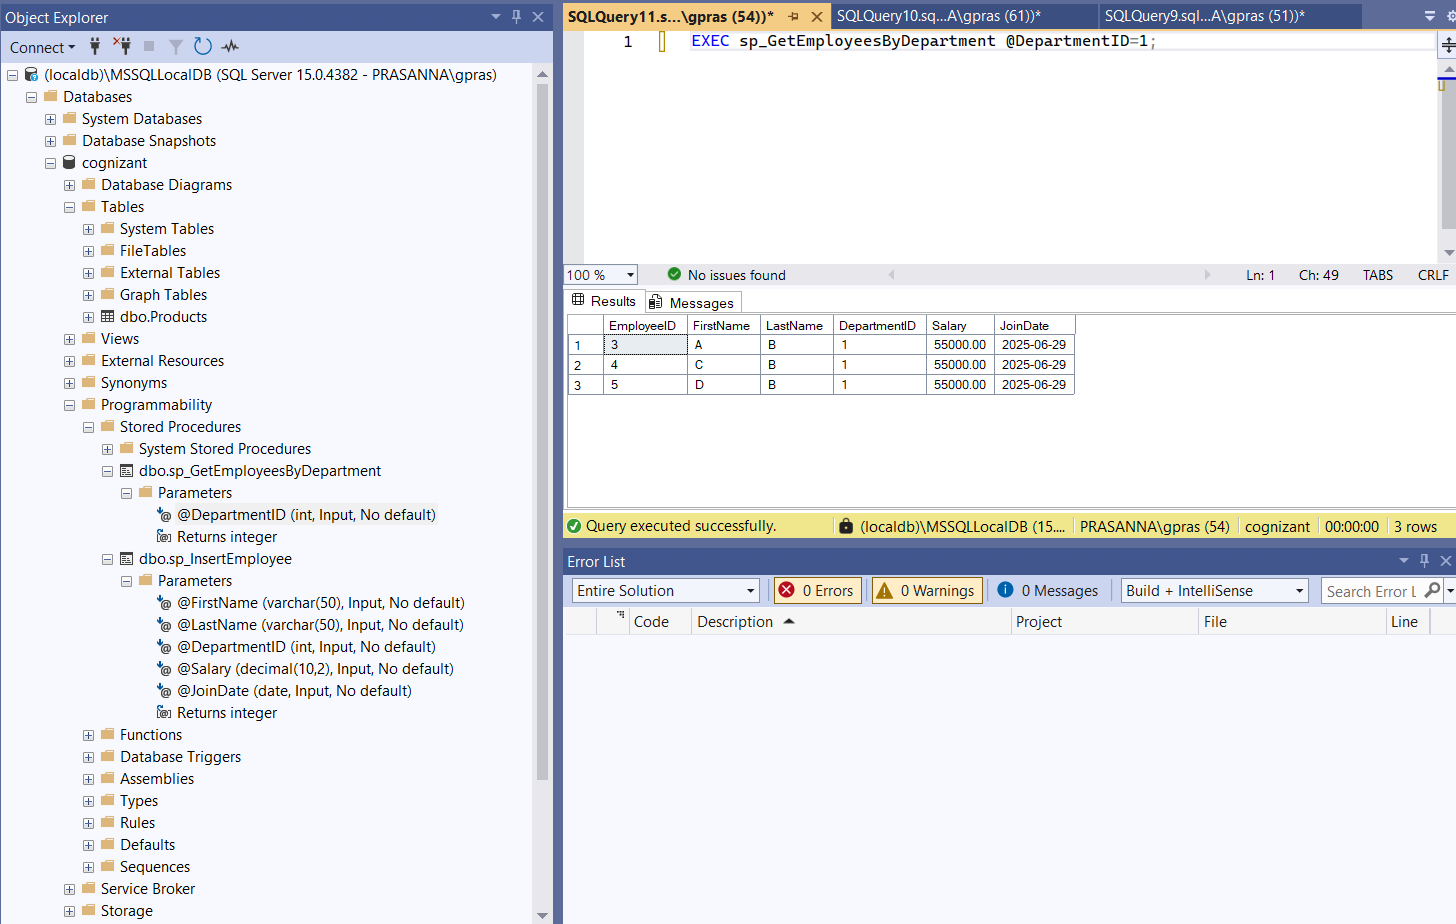 Object Explorer
Connect
(localdb)\MSSQLLocalDB (SQL Server 15.0.4382 - PRASANNA\gpras)
Databases
System Databases
Database Snapshots
cognizant
Database Diagrams
Tables
System Tables
FileTables
External Tables
Graph Tables
dbo.Products
Views
External Resources
Synonyms
Programmability
Stored Procedures
System Stored Procedures
dbo.sp_GetEmployeesByDepartment
Parameters
@DepartmentID (int, Input, No default)
Returns integer
dbo.sp_InsertEmployee
Parameters
@FirstName (varchar(50), Input, No default)
@LastName (varchar(50), Input, No default)
@DepartmentID (int, Input, No default)
@Salary (decimal(10,2), Input, No default)
@JoinDate (date, Input, No default)
Returns integer
Functions
Database Triggers
Assemblies
Types
Rules
Defaults
Sequences
Service Broker
Storage
SQLQuery11.s...\gpras (54))* SQLQuery10.sq...A\gpras (61))* SQLQuery9.sql...A\gpras (51))*
1 EXEC sp_GetEmployeesByDepartment @DepartmentID=1;
100 % No issues found Ln: 1 Ch: 49 TABS CRLF
Results Messages
EmployeeID FirstName LastName DepartmentID Salary JoinDate
1 3 A B 1 55000.00 2025-06-29
2 4 C B 1 55000.00 2025-06-29
3 5 D B 1 55000.00 2025-06-29
Query executed successfully. (localdb)\MSSQLLocalDB (15.... PRASANNA\gpras (54) cognizant 00:00:00 3 rows
Error List
Entire Solution 0 Errors 0 Warnings 0 Messages Build + IntelliSense Search Error L
Code Description Project File Line